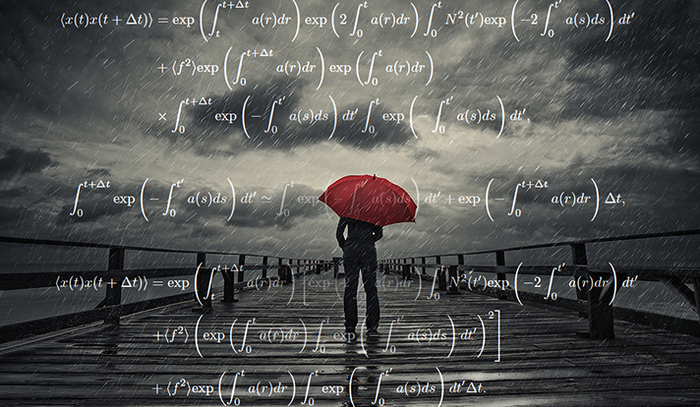 ⟨x(t)x(t + Δt)⟩ = exp(∫_t^{t+Δt} a(r)dr) exp(2∫_0^t a(r)dr) ∫_0^t N²(t′)exp(−2∫_0^{t′} a(s)ds) dt′
+ ⟨f²⟩exp(∫_0^{t+Δt} a(r)dr) exp(∫_0^t a(r)dr)
× ∫_0^{t+Δt} exp(−∫_0^{t′} a(s)ds) dt′ ∫_0^t exp(−∫_0^{t′} a(s)ds) dt′,
∫_0^{t+Δt} exp(−∫_0^{t′} a(s)ds) dt′ ≃ ∫_0^t exp(−∫_0^{t′} a(s)ds) dt′ + exp(−∫_0^{t+Δt} a(r)dr) Δt,
⟨x(t)x(t + Δt)⟩ = exp(∫_t^{t+Δt} a(r)dr) [exp(2∫_0^t a(r)dr) ∫_0^t N²(t′)exp(−2∫_0^{t′} a(r)dr) dt′
+⟨f²⟩ (exp(∫_0^t a(r)dr) ∫_0^t exp(−∫_0^{t′} a(s)ds) dt′)²]
+ ⟨f²⟩exp(∫_0^t a(r)dr) ∫_0^t exp(−∫_0^{t′} a(s)ds) dt′Δt.